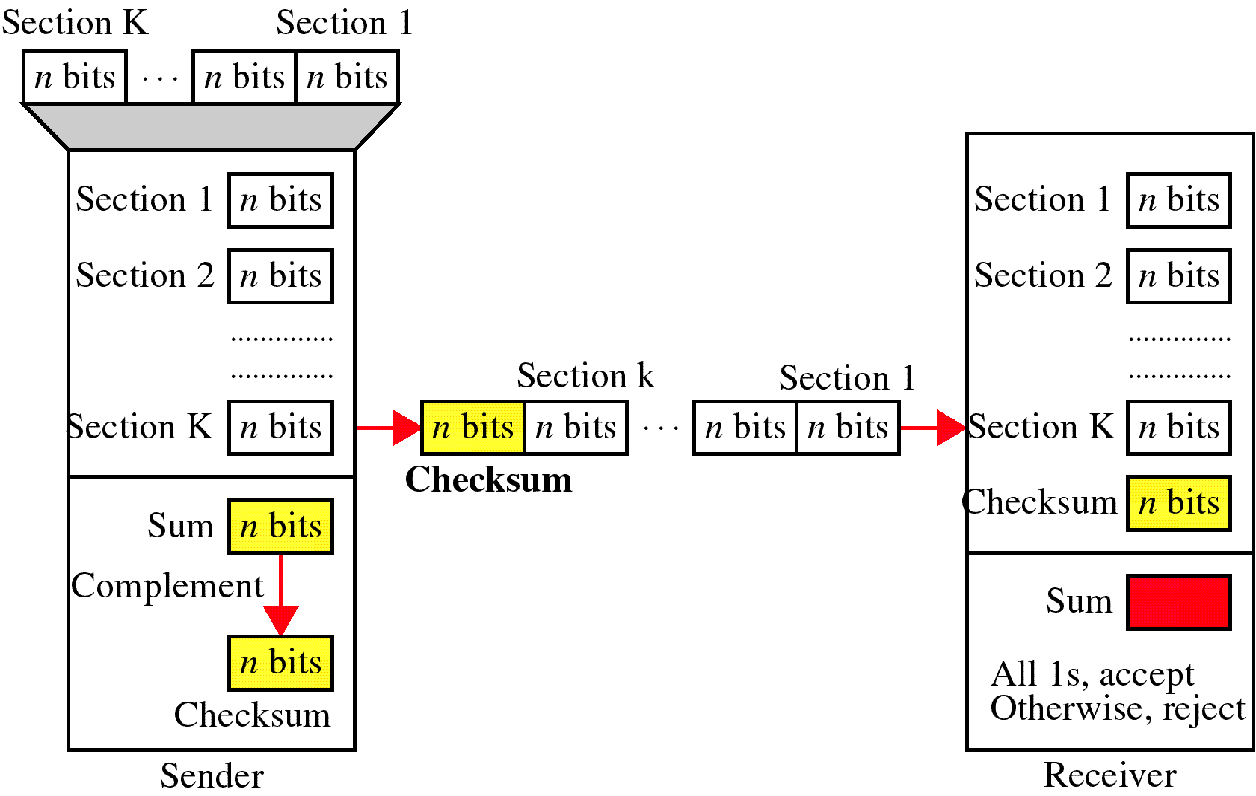 Section K Section 1
n bits ... n bits n bits
Section 1 n bits
Section 2 n bits
..............
..............
Section K n bits
Sum n bits
Complement
n bits
Checksum
Sender
Section k Section 1
n bits n bits ... n bits n bits
Checksum
Section 1 n bits
Section 2 n bits
..............
..............
Section K n bits
Checksum n bits
Sum
All 1s, accept
Otherwise, reject
Receiver